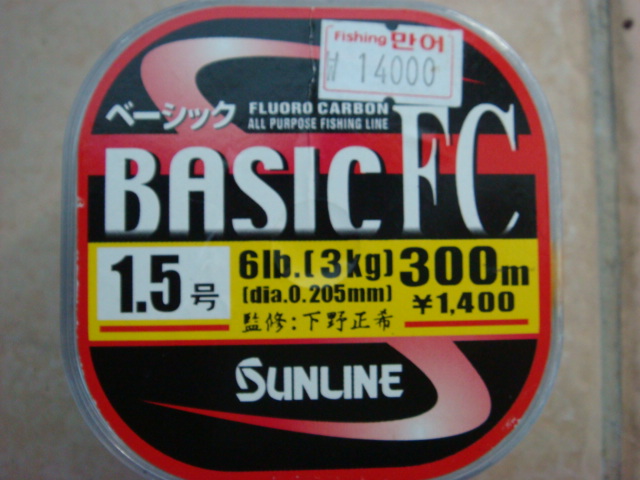 Fishing 만어
₩ 14000
ベーシック
FLUORO CARBON
ALL PURPOSE FISHING LINE
BASIC FC
1.5号
6lb.(3kg) 300m
(dia.0.205mm) ¥1,400
監修:下野正希
SUNLINE